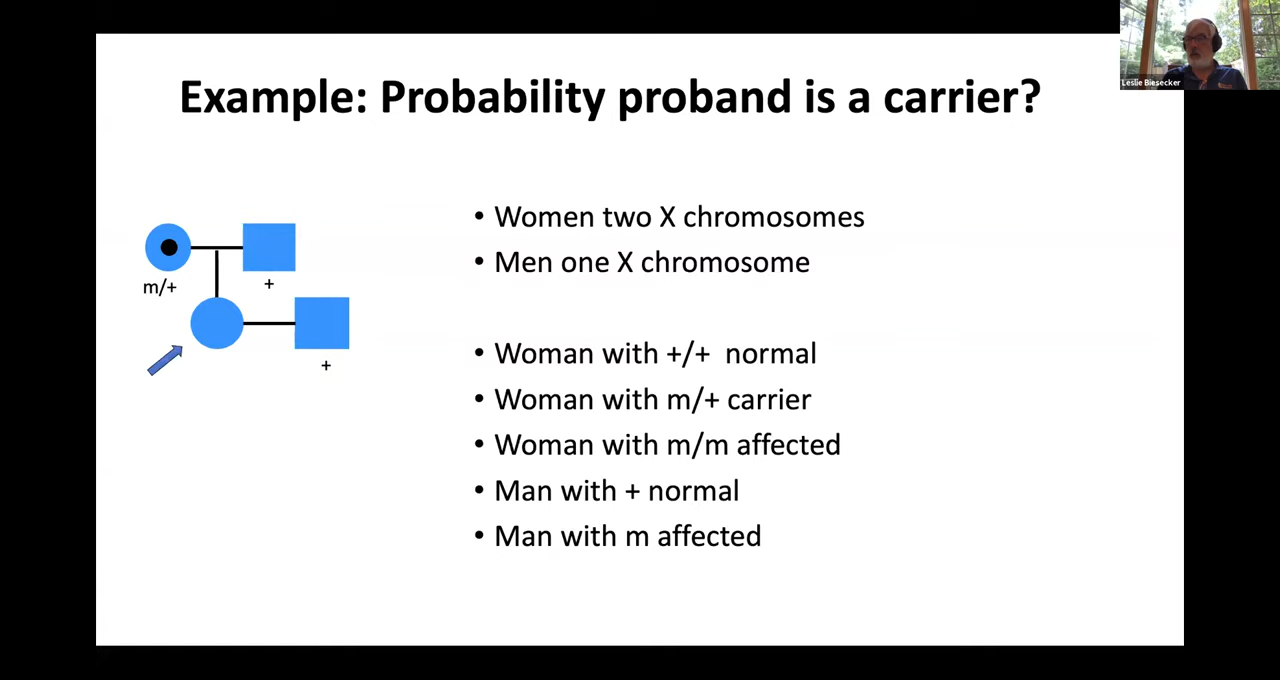 Leslie Biesecker
Example: Probability proband is a carrier?
• Women two X chromosomes
• Men one X chromosome
m/+
+
+
• Woman with +/+ normal
• Woman with m/+ carrier
• Woman with m/m affected
• Man with + normal
• Man with m affected